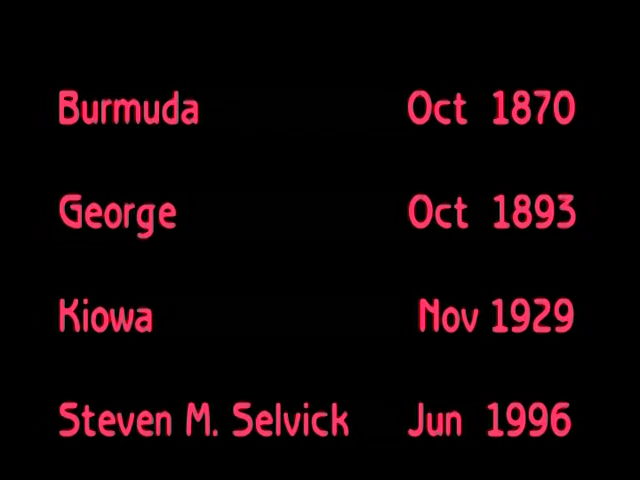 Burmuda Oct 1870
George Oct 1893
Kiowa Nov 1929
Steven M. Selvick Jun 1996